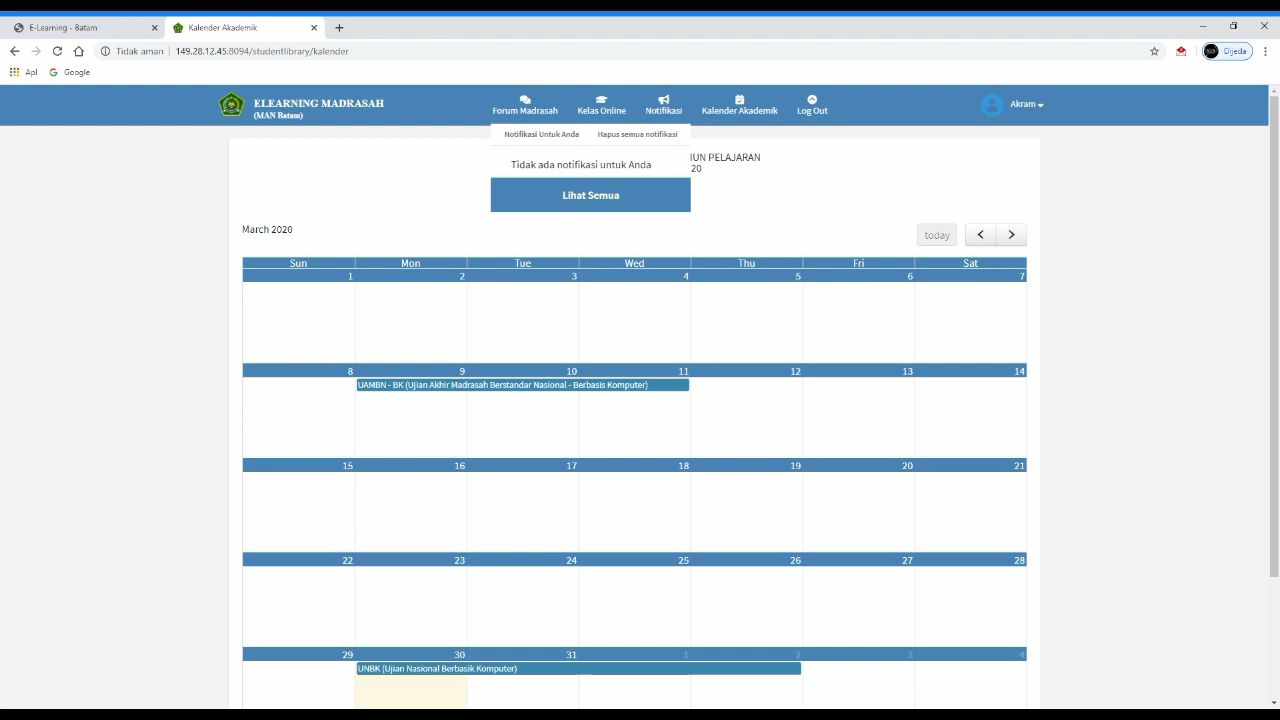 E-Learning - Batam
Kalender Akademik
Tidak aman
149.28.12.45:8094/studentlibrary/kalender
Dijeda
Apl
Google
ELEARNING MADRASAH
(MAN Batam)
Forum Madrasah
Kelas Online
Notifikasi
Kalender Akademik
Log Out
Akram
Notifikasi Untuk Anda
Hapus semua notifikasi
PELAJARAN
Tidak ada notifikasi untuk Anda
20
Lihat Semua
March 2020
today
Sun Mon Tue Wed Thu Fri Sat
1 2 3 4 5 6 7
8 9 10 11 12 13 14
UAMBN - BK (Ujian Akhir Madrasah Berstandar Nasional - Berbasis Komputer)
15 16 17 18 19 20 21
22 23 24 25 26 27 28
29 30 31 1 2 3 4
UNBK (Ujian Nasional Berbasik Komputer)